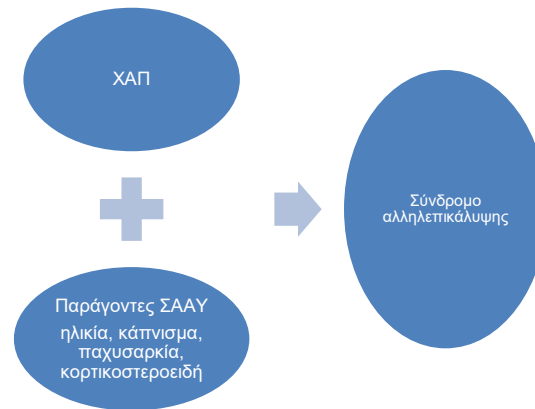 ΧΑΠ
Παράγοντες ΣΑΑΥ
ηλικία, κάπνισμα,
παχυσαρκία,
κορτικοστεροειδή
Σύνδρομο
αλληλεπικάλυψης